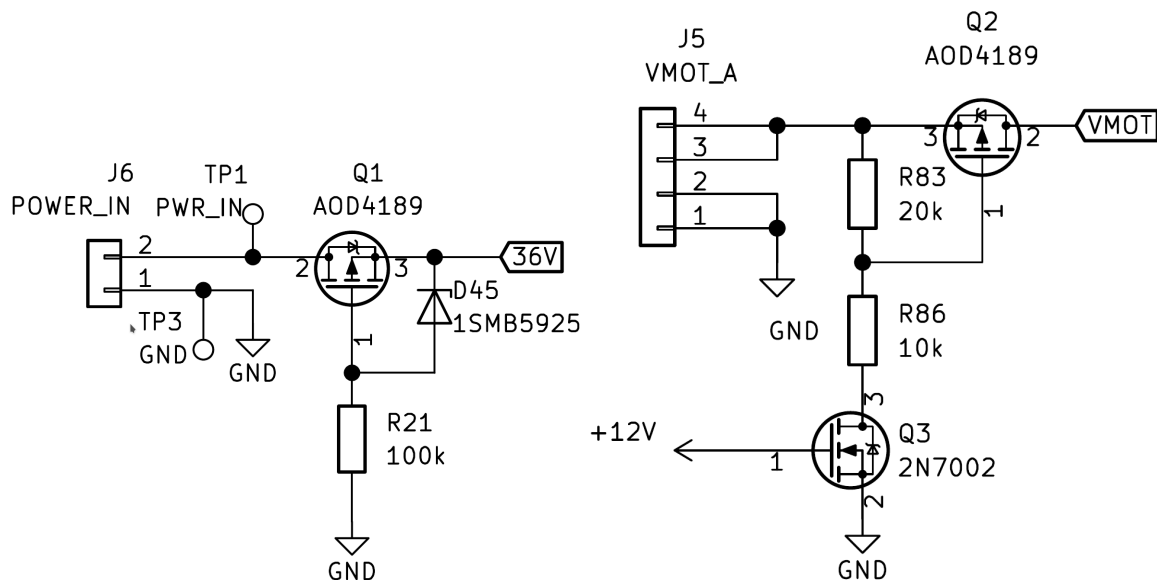 J6
POWER_IN
TP1
PWR_IN
Q1
AOD4189
2
1
2
3
36V
D45
1SMB5925
TP3
GND
GND
1
R21
100k
GND
J5
VMOT_A
4
3
2
1
GND
Q2
AOD4189
3
2
VMOT
1
R83
20k
R86
10k
+12V
1
3
Q3
2N7002
2
GND